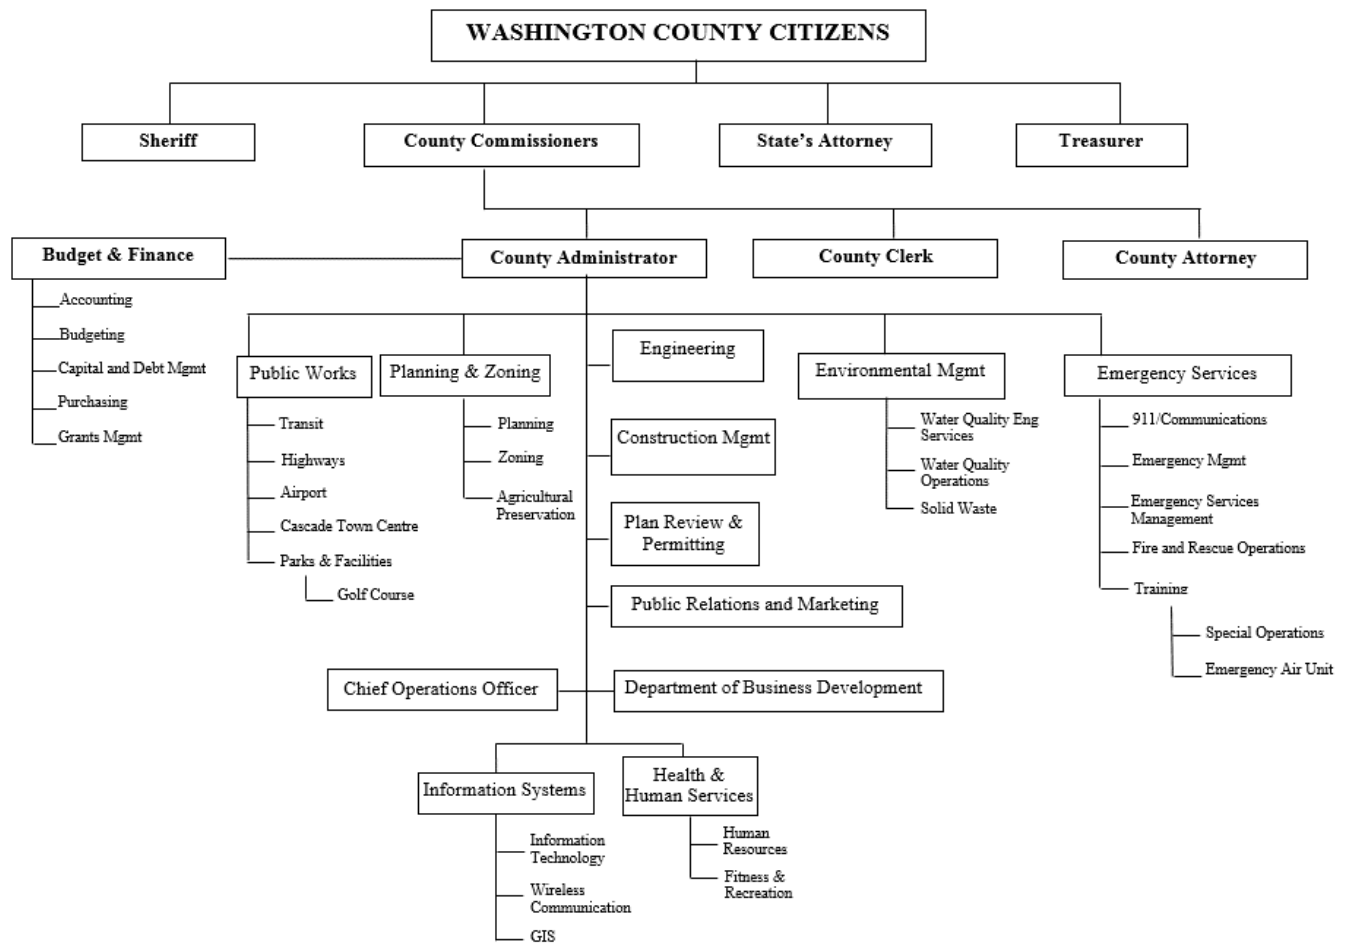 WASHINGTON COUNTY CITIZENS
Sheriff
County Commissioners
State’s Attorney
Treasurer
Budget & Finance
County Administrator
County Clerk
County Attorney
Accounting
Budgeting
Capital and Debt Mgmt
Purchasing
Grants Mgmt
Public Works
Transit
Highways
Airport
Cascade Town Centre
Parks & Facilities
Golf Course
Planning & Zoning
Planning
Zoning
Agricultural
Preservation
Engineering
Construction Mgmt
Plan Review &
Permitting
Public Relations and Marketing
Environmental Mgmt
Water Quality Eng
Services
Water Quality
Operations
Solid Waste
Emergency Services
911/Communications
Emergency Mgmt
Emergency Services
Management
Fire and Rescue Operations
Training
Special Operations
Emergency Air Unit
Chief Operations Officer
Department of Business Development
Information Systems
Information
Technology
Wireless
Communication
GIS
Health &
Human Services
Human
Resources
Fitness &
Recreation